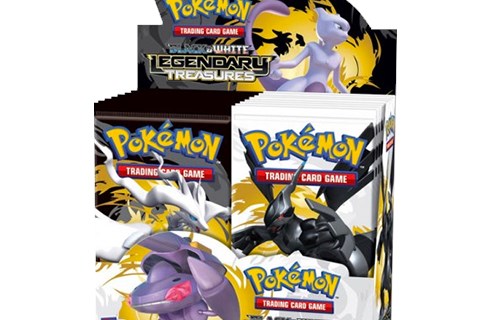 POKéMON
TRADING CARD GAME
BLACK & WHITE
LEGENDARY
TREASURES
POKéMON
TRADING CARD GAME
POKéMON
TRADING CARD GAME
POKéMON
TRADING CARD GAME